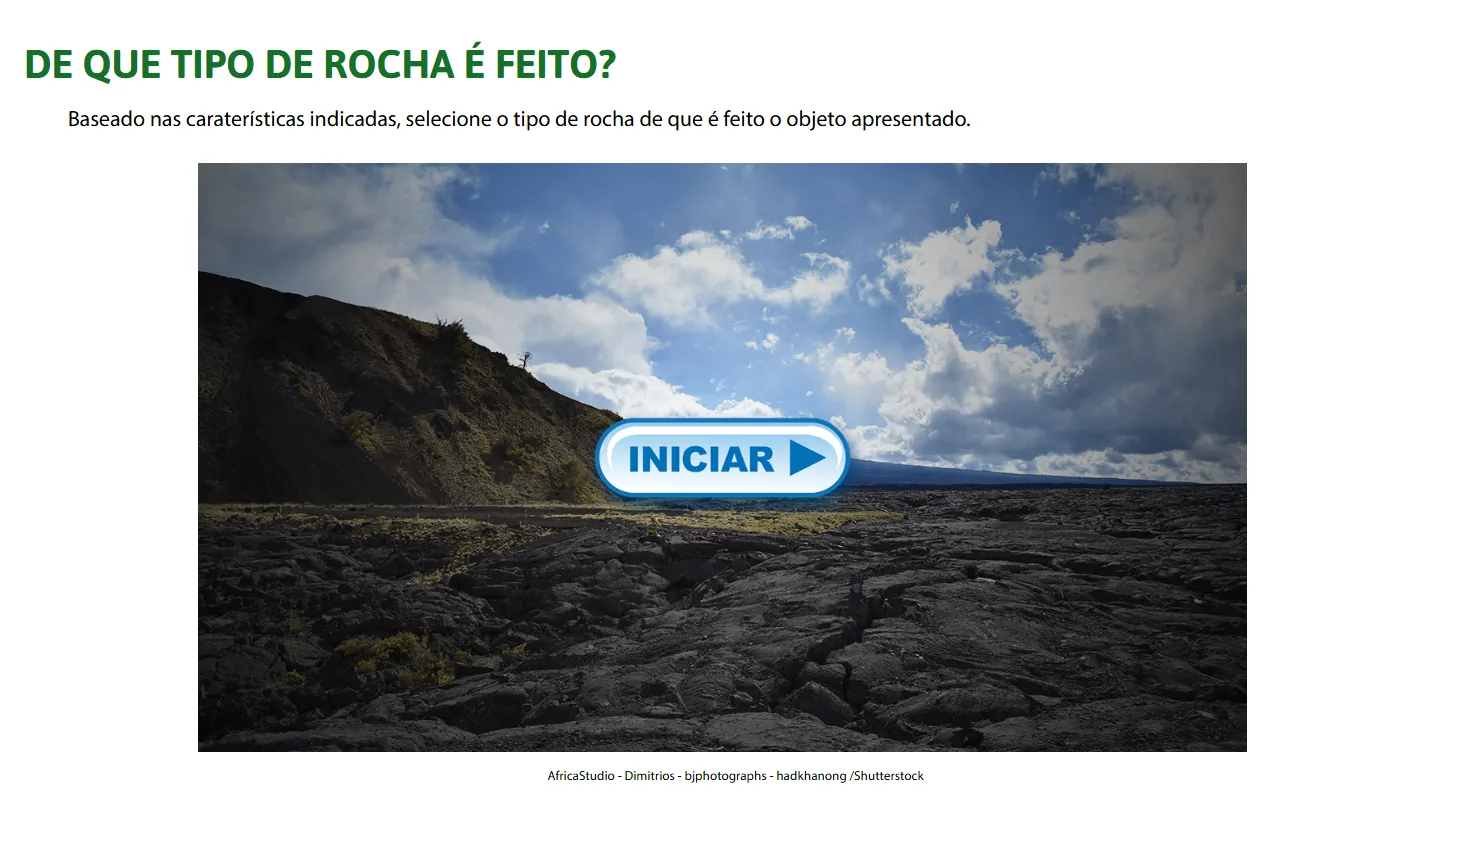 DE QUE TIPO DE ROCHA É FEITO?
Baseado nas caraterísticas indicadas, selecione o tipo de rocha de que é feito o objeto apresentado.
INICIAR
AfricaStudio - Dimitrios - bjphotographs - hadkhanong /Shutterstock